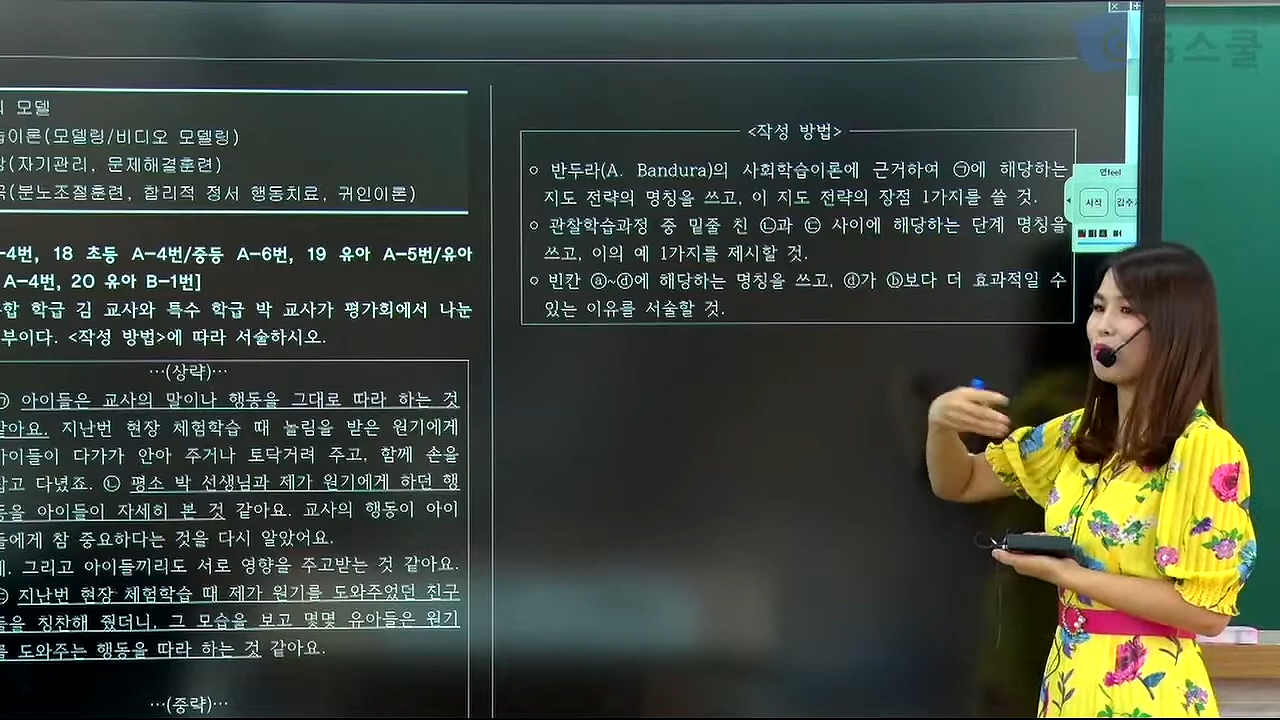 모델
이론(모델링/비디오 모델링)
(자기관리, 문제해결훈련)
(분노조절훈련, 합리적 정서 행동치료, 귀인이론)
-4번, 18 초등 A-4번/중등 A-6번, 19 유아 A-5번/유아
A-4번, 20 유아 B-1번]
합 학급 김 교사와 특수 학급 박 교사가 평가회에서 나눈
부이다. <작성 방법>에 따라 서술하시오.
…(상략)…
㉠ 아이들은 교사의 말이나 행동을 그대로 따라 하는 것
같아요. 지난번 현장 체험학습 때 놀림을 받은 원기에게
아이들이 다가가 안아 주거나 토닥거려 주고, 함께 손을
잡고 다녔죠. ㉡ 평소 박 선생님과 제가 원기에게 하던 행
동을 아이들이 자세히 본 것 같아요. 교사의 행동이 아이
들에게 참 중요하다는 것을 다시 알았어요.
네. 그리고 아이들끼리도 서로 영향을 주고받는 것 같아요.
㉢ 지난번 현장 체험학습 때 제가 원기를 도와주었던 친구
들을 칭찬해 줬더니, 그 모습을 보고 몇몇 유아들은 원기
를 도와주는 행동을 따라 하는 것 같아요.
…(중략)…
<작성 방법>
○ 반두라(A. Bandura)의 사회학습이론에 근거하여 ㉠에 해당하는
지도 전략의 명칭을 쓰고, 이 지도 전략의 장점 1가지를 쓸 것.
○ 관찰학습과정 중 밑줄 친 ㉡과 ㉢ 사이에 해당하는 단계 명칭을
쓰고, 이의 예 1가지를 제시할 것.
○ 빈칸 ⓐ~ⓓ에 해당하는 명칭을 쓰고, ⓓ가 ⓑ보다 더 효과적일 수
있는 이유를 서술할 것.
먼feel
시작
스쿨